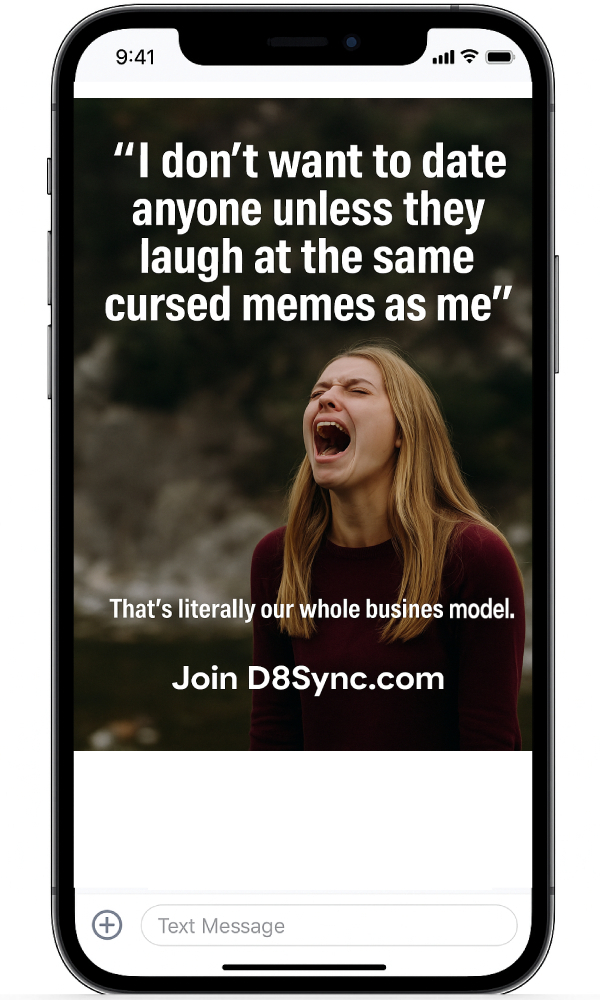 9:41
“I don’t want to date
anyone unless they
laugh at the same
cursed memes as me”
That’s literally our whole busines model.
Join D8Sync.com
Text Message